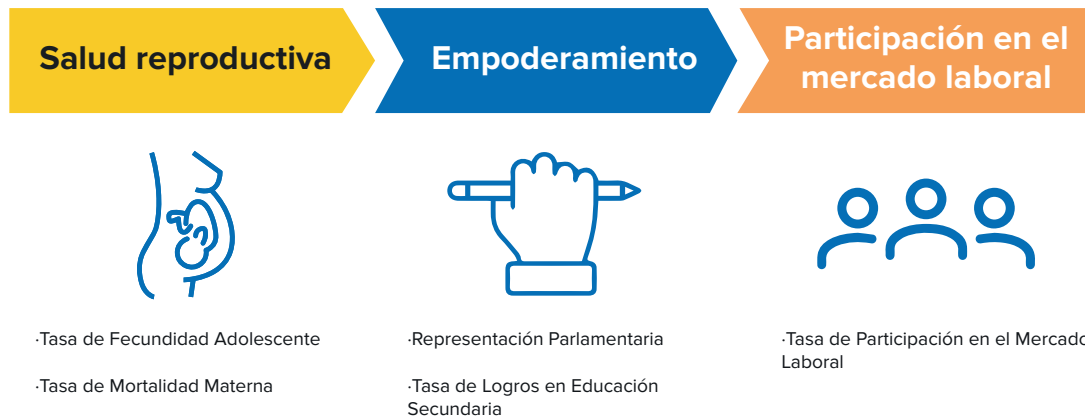 Salud reproductiva
Empoderamiento
Participación en el
mercado laboral
·Tasa de Fecundidad Adolescente
·Tasa de Mortalidad Materna
·Representación Parlamentaria
·Tasa de Logros en Educación
Secundaria
·Tasa de Participación en el Mercado
Laboral